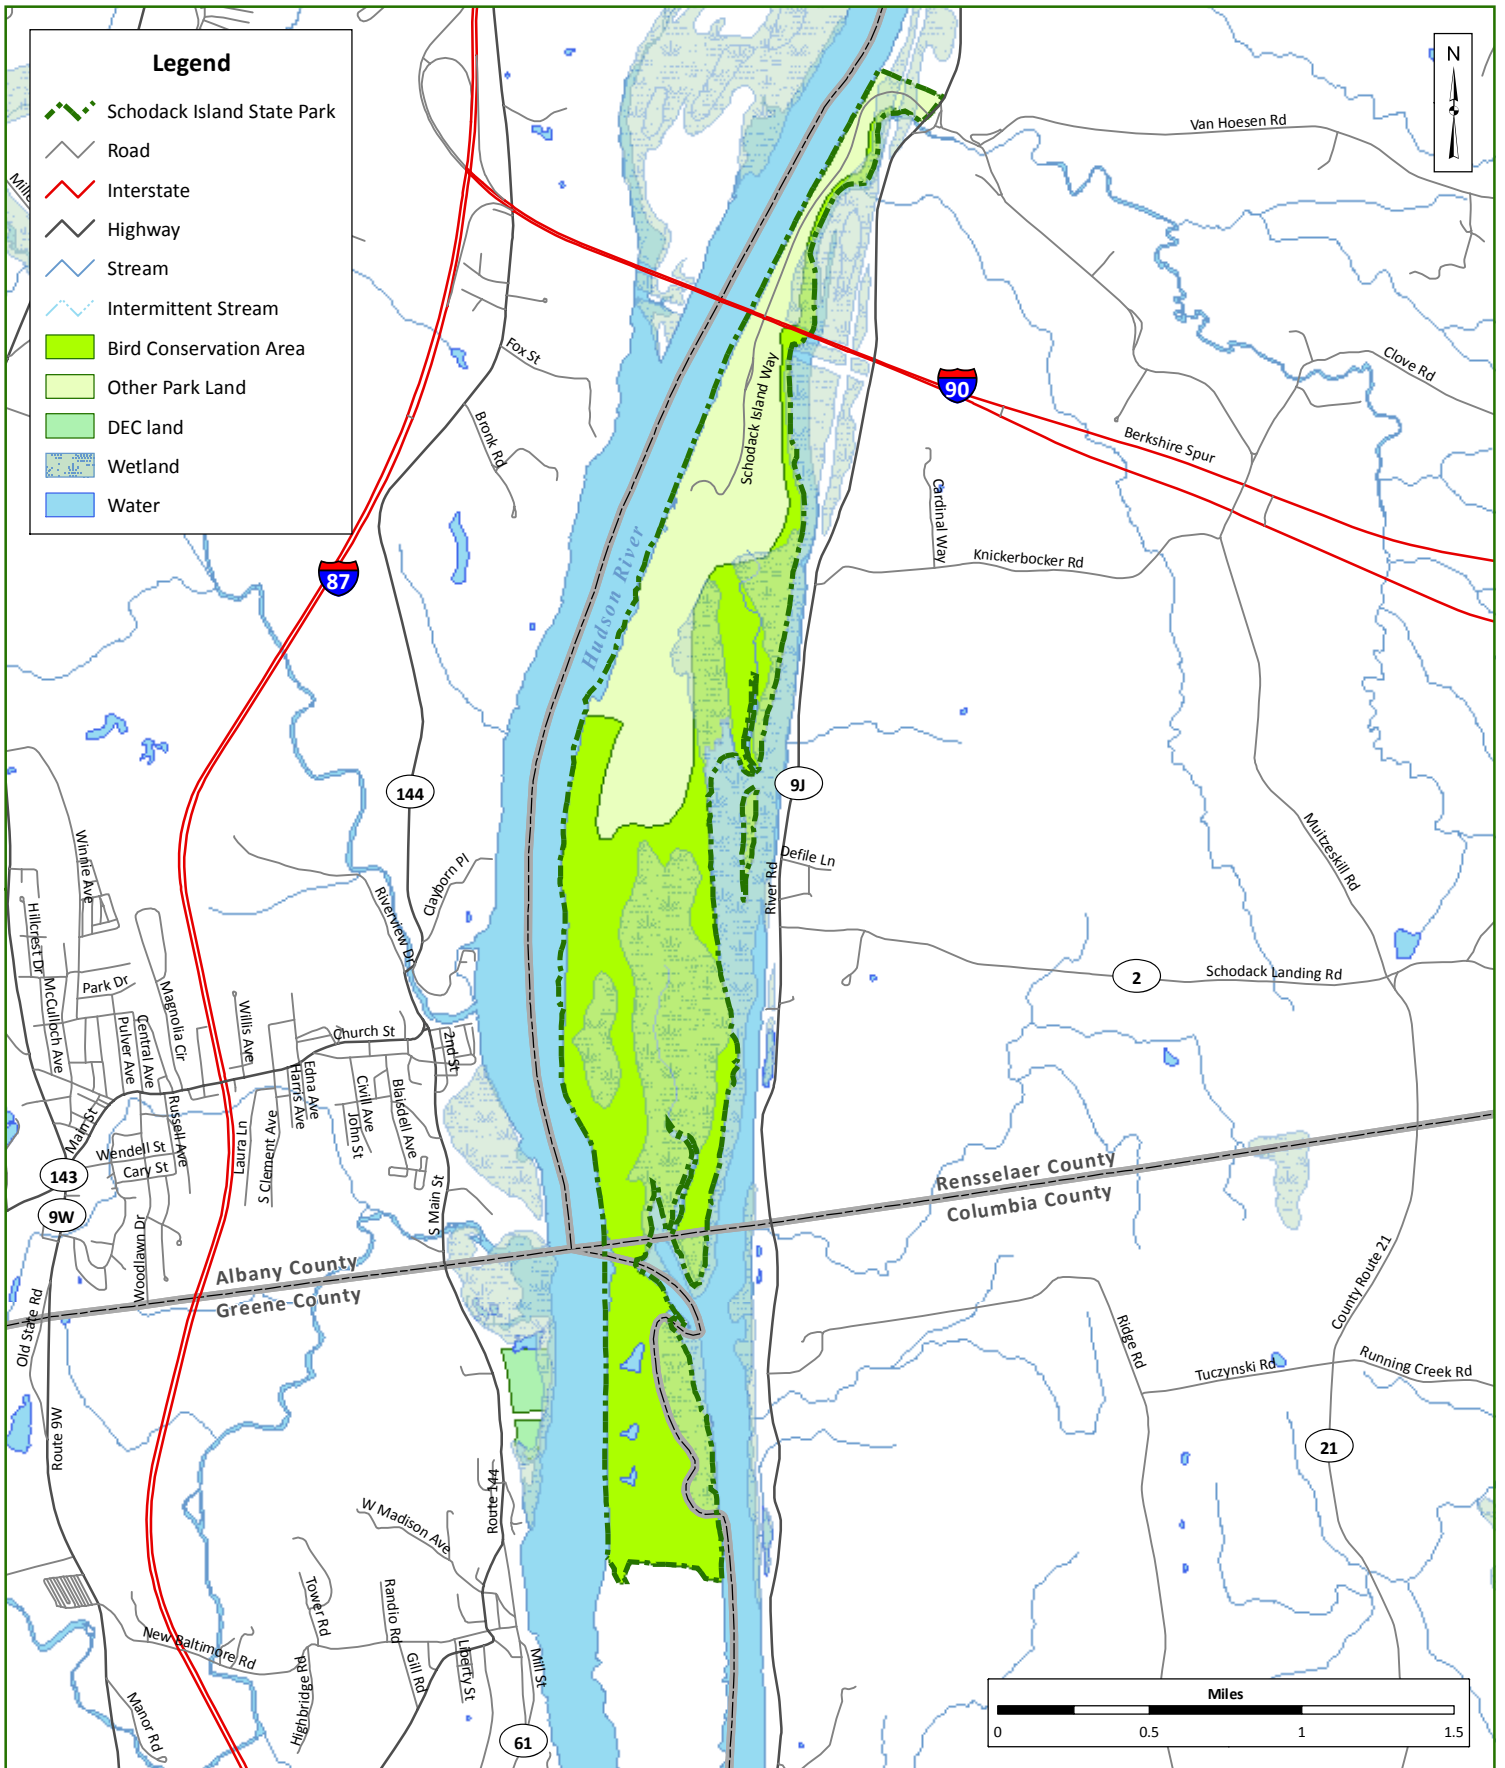 Legend
Schodack Island State Park
Road
Interstate
Highway
Stream
Intermittent Stream
Bird Conservation Area
Other Park Land
DEC land
Wetland
Water
N
Van Hoesen Rd
Fox St
Bronk Rd
Schodack Island Way
90
Clove Rd
Berkshire Spur
Cardinal Way
Knickerbocker Rd
87
Hudson River
144
9J
Muitzeskill Rd
Winnie Ave
Clayborn Pl
Riverview Dr
Defile Ln
River Rd
Hillcrest Dr
McCulloch Ave
Park Dr
Magnolia Cir
Central Ave
Pulver Ave
Willis Ave
Church St
2nd St
2
Schodack Landing Rd
Edna Ave
Harris Ave
Civill Ave
John St
Blaisdell Ave
Main St
Russell Ave
Wendell St
Cary St
Laura Ln
S Clement Ave
S Main St
143
9W
Woodlawn Dr
Rensselaer County
Columbia County
Albany County
Greene County
Old State Rd
County Route 21
Ridge Rd
Tuczynski Rd
Running Creek Rd
Route 9W
21
Route 144
W Madison Ave
Tower Rd
Randio Rd
New Baltimore Rd
Highbridge Rd
Gill Rd
Liberty St
Mill St
Manor Rd
61
Miles
0 0.5 1 1.5